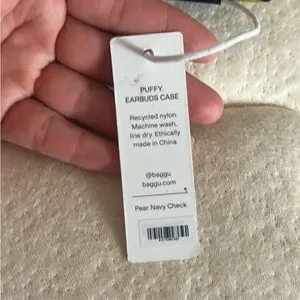 PUFFY
EARBUDS CASE
Recycled nylon.
Machine wash,
line dry. Ethically
made in China.
@baggu
baggu.com
Pear Navy Check